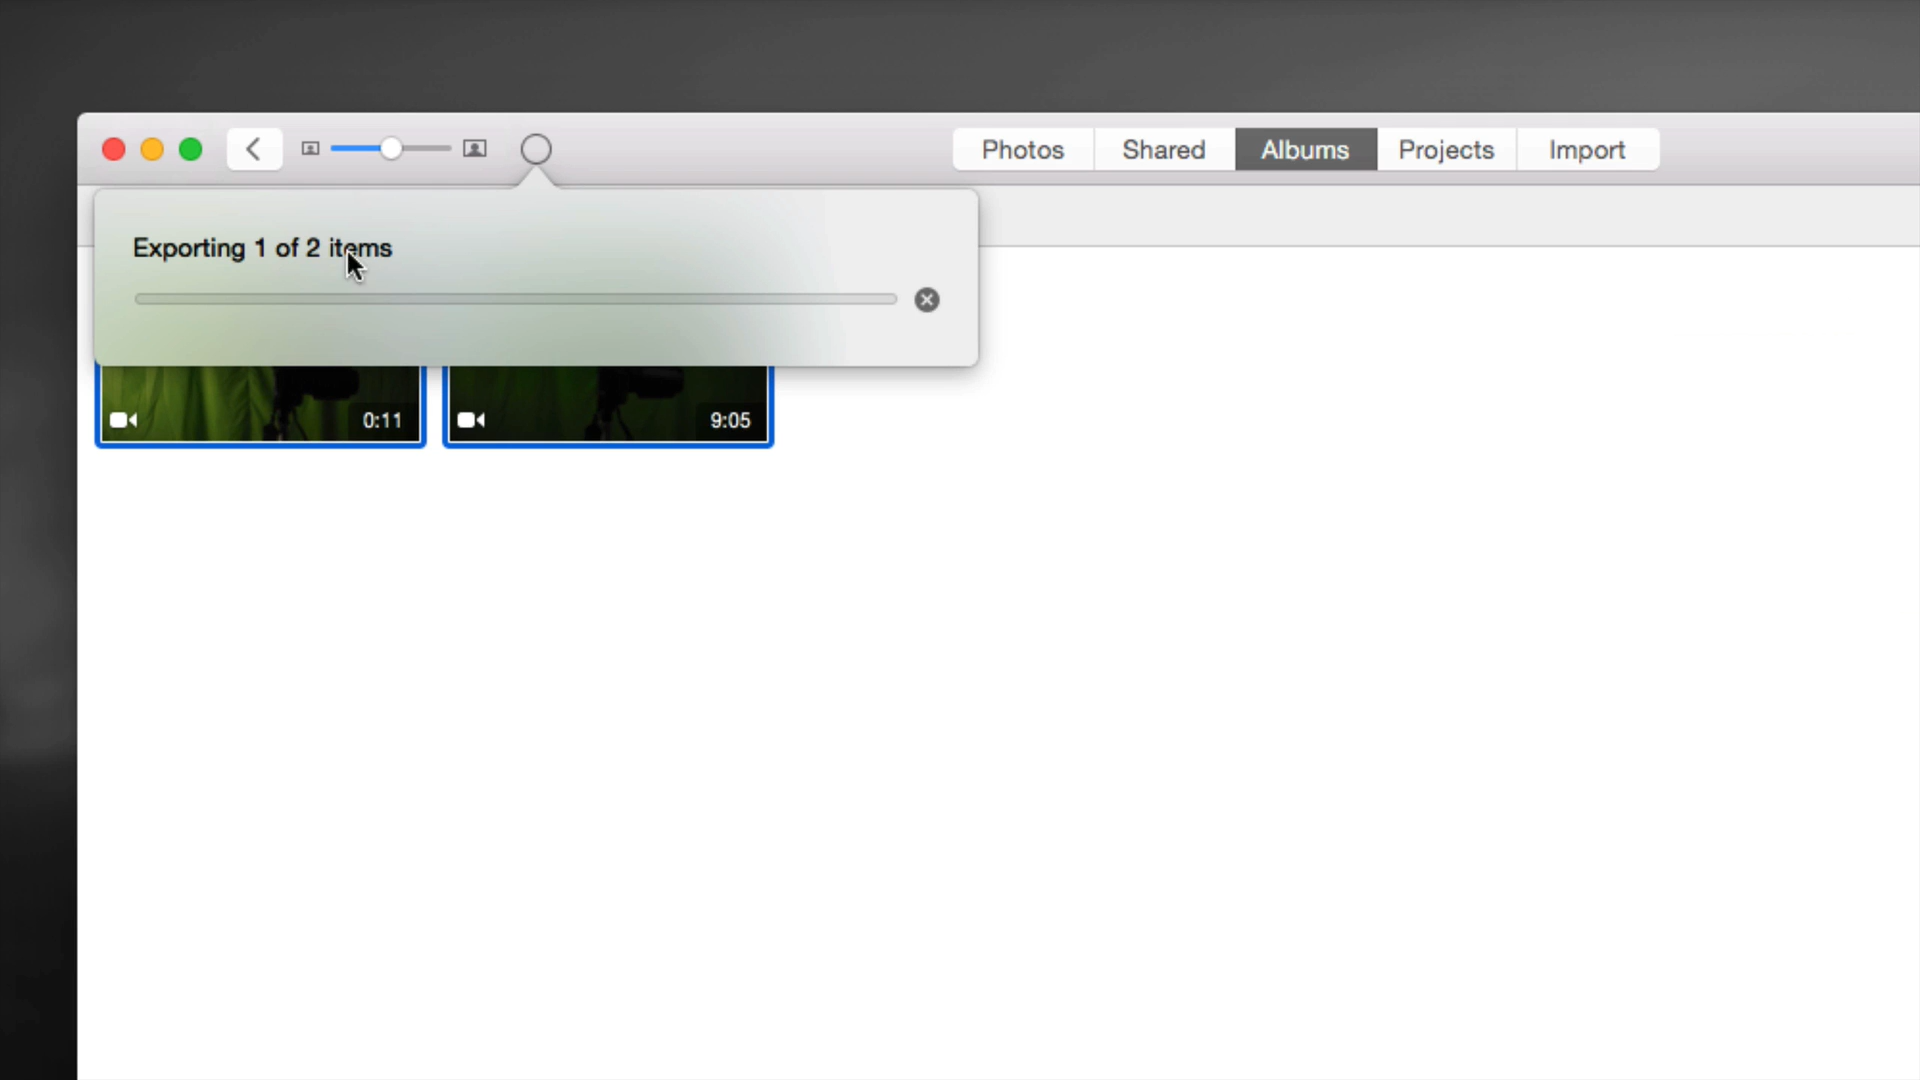 Photos Shared Albums Projects Import
Exporting 1 of 2 items
0:11 9:05